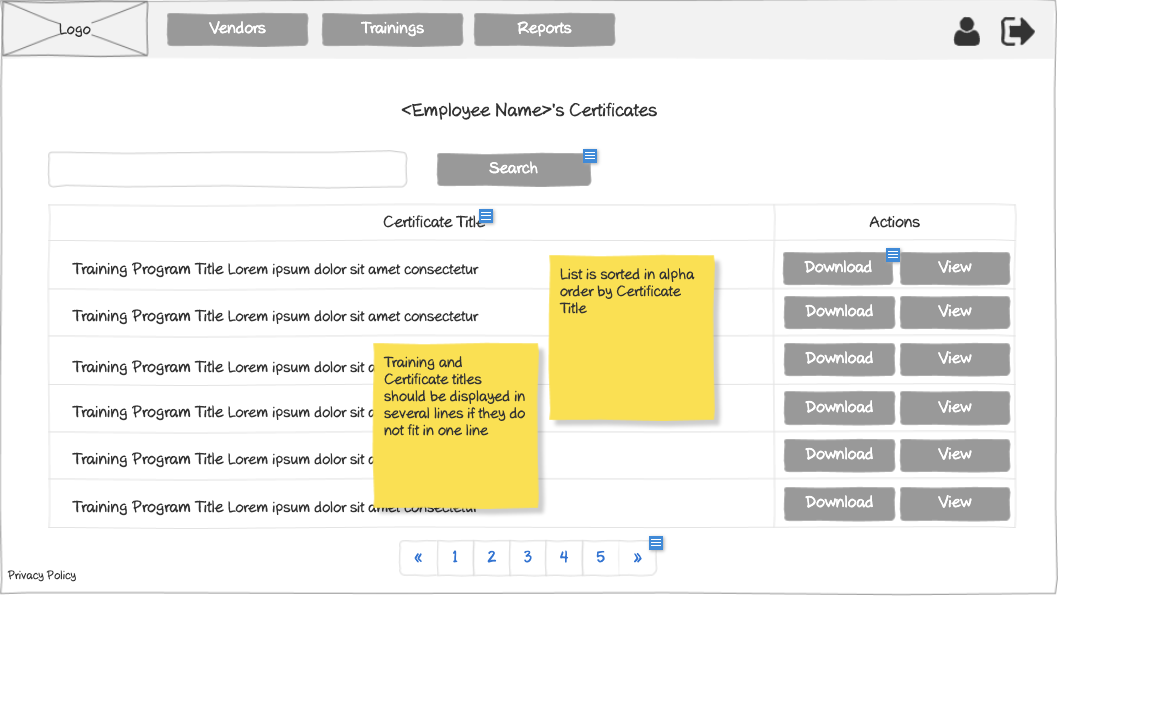 Logo
Vendors
Trainings
Reports
<Employee Name>'s Certificates
Search
Certificate Title
Actions
Training Program Title Lorem ipsum dolor sit amet consectetur
Download
View
Training Program Title Lorem ipsum dolor sit amet consectetur
Download
View
Training Program Title Lorem ipsum dolor sit
Download
View
Training Program Title Lorem ipsum dolor sit
Download
View
Training Program Title Lorem ipsum dolor sit
Download
View
Training Program Title Lorem ipsum dolor sit amet consectetur
Download
View
List is sorted in alpha
order by Certificate
Title
Training and
Certificate titles
should be displayed in
several lines if they do
not fit in one line
« 1 2 3 4 5 »
Privacy Policy